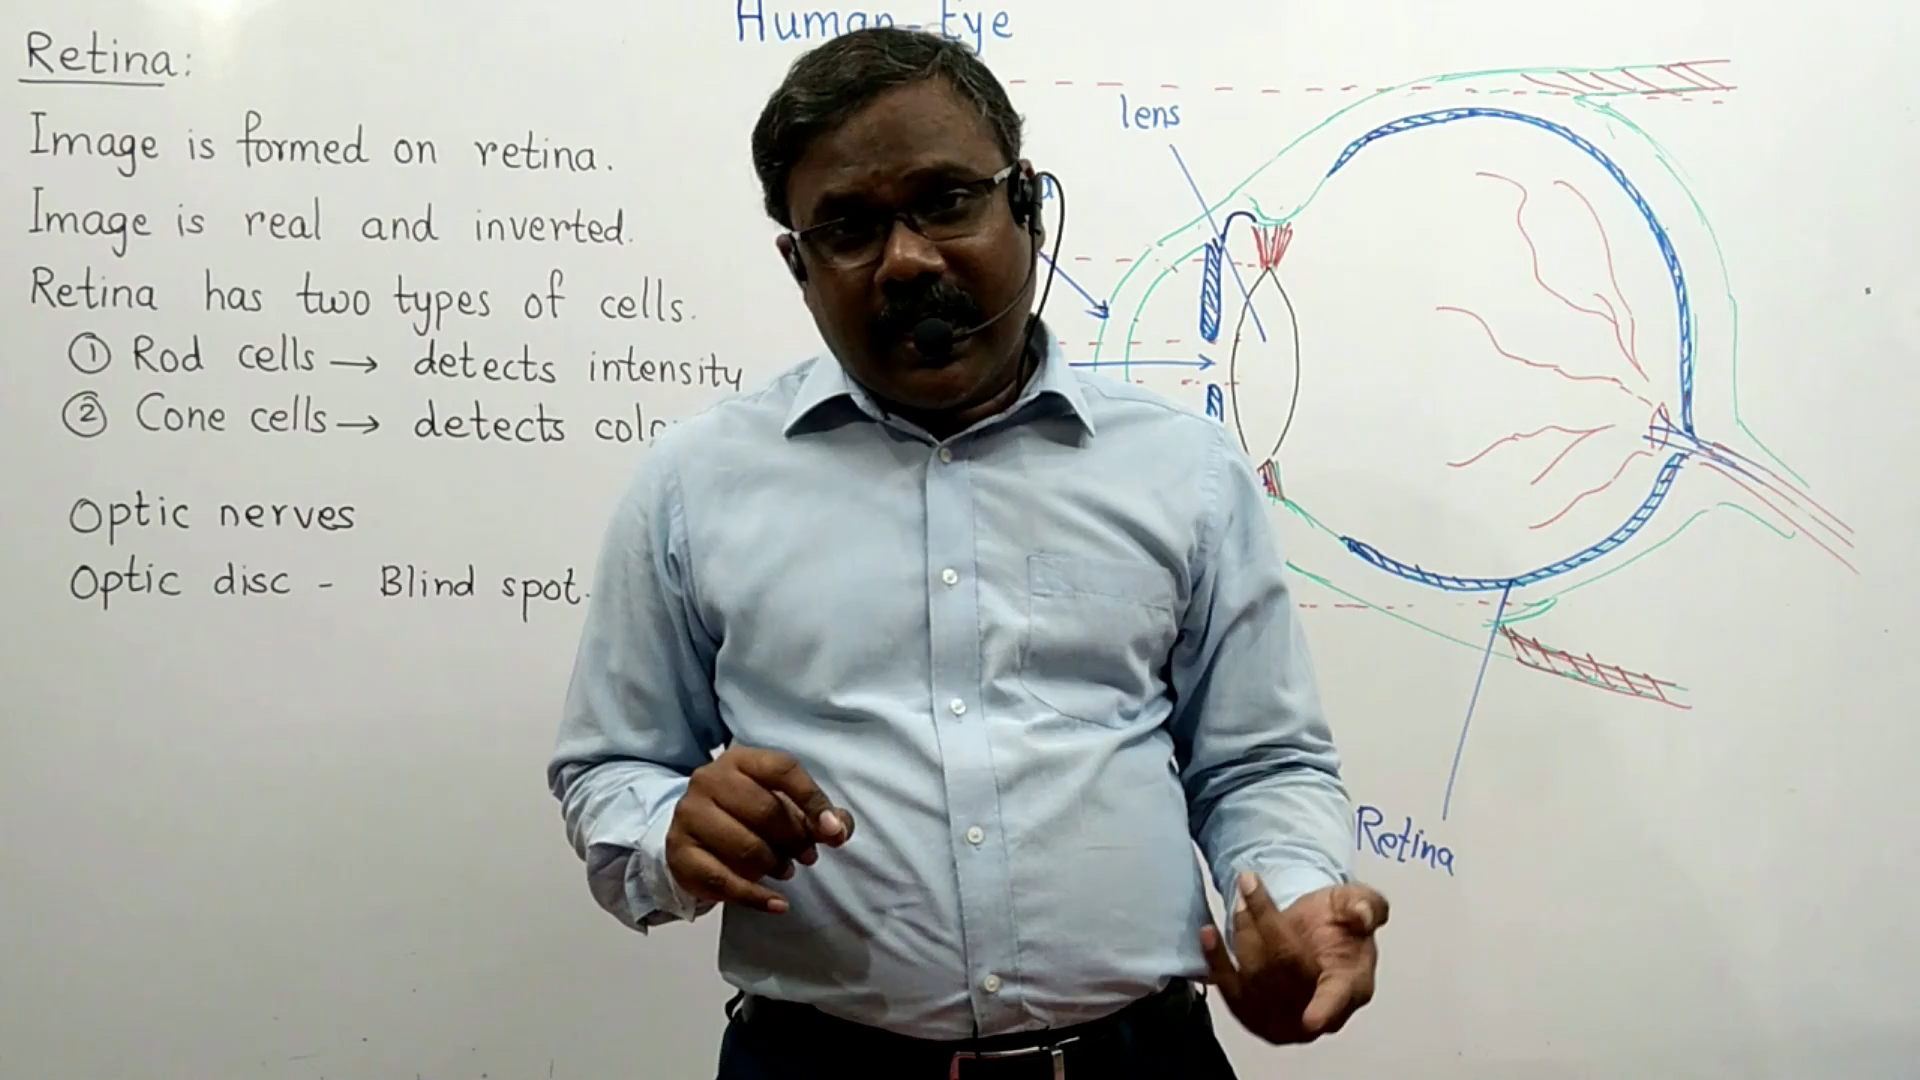 Human-Eye
Retina:
Image is formed on retina.
Image is real and inverted.
Retina has two types of cells.
① Rod cells → detects intensity
② Cone cells → detects
Optic nerves
Optic disc - Blind spot.
lens
Retina